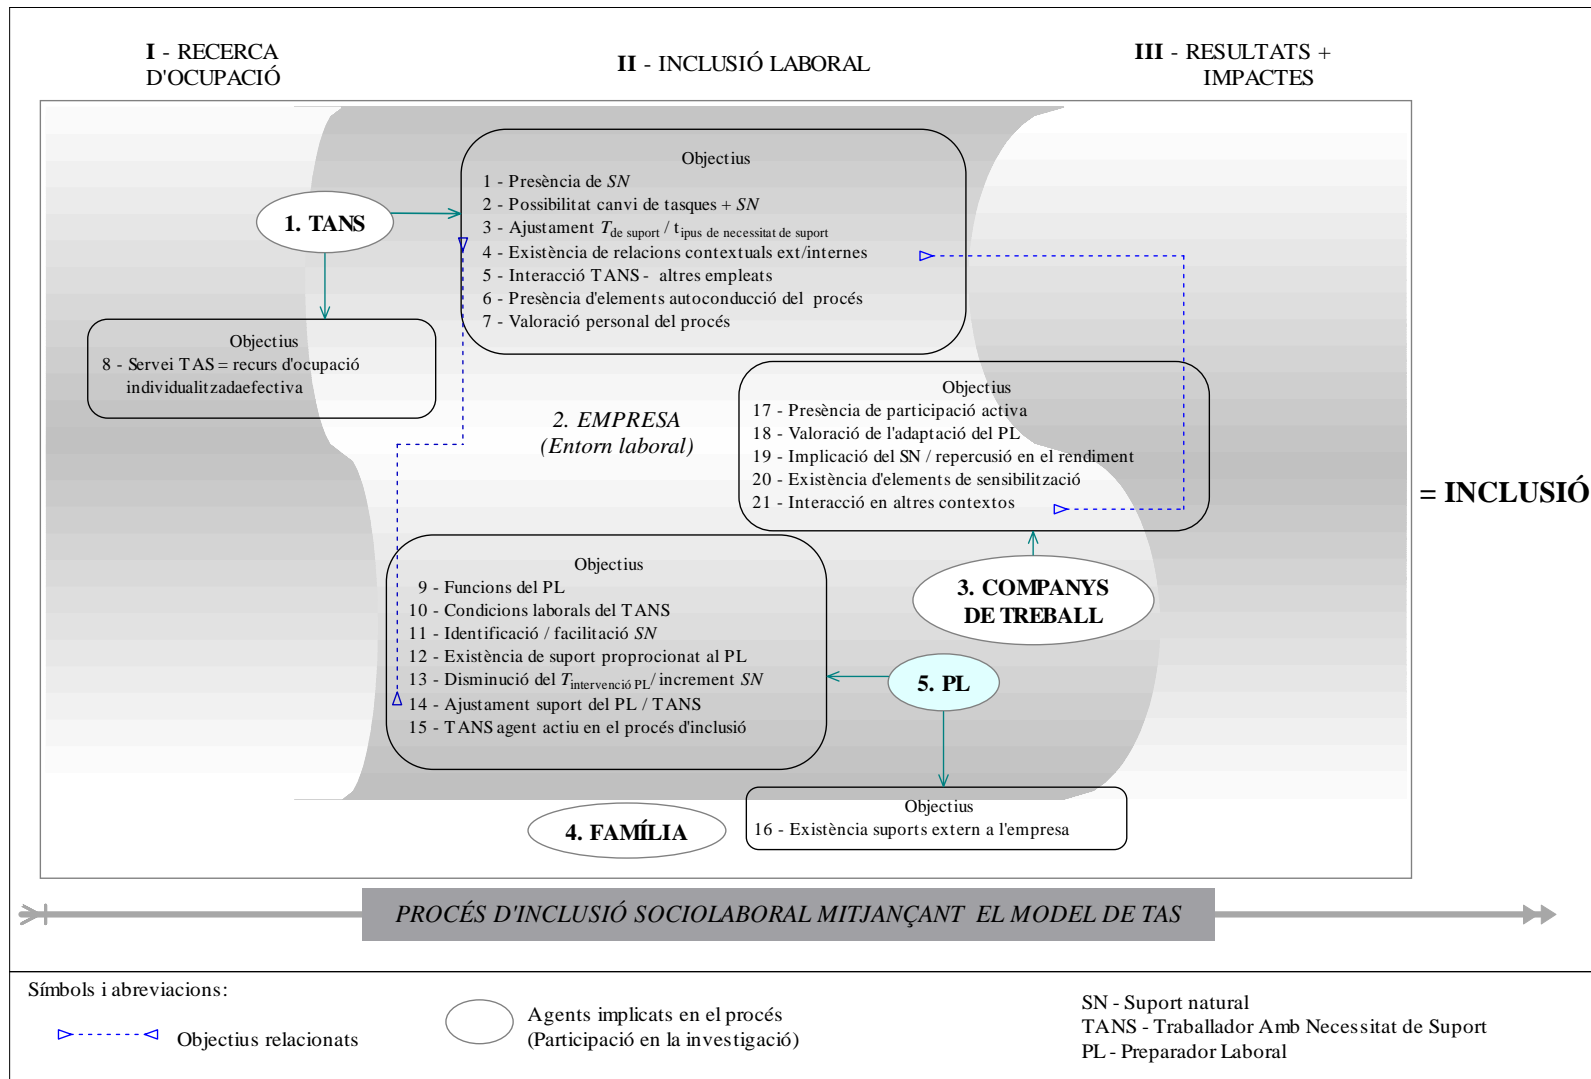 I - RECERCA
D'OCUPACIÓ
II - INCLUSIÓ LABORAL
III - RESULTATS +
IMPACTES
Objectius
1 - Presència de SN
2 - Possibilitat canvi de tasques + SN
3 - Ajustament T de suport / t ipus de necessitat de suport
4 - Existència de relacions contextuals ext/internes
5 - Interacció TANS - altres empleats
6 - Presència d'elements autoconducció del procés
7 - Valoració personal del procés
1. TANS
Objectius
8 - Servei TAS = recurs d'ocupació
individualitzadaefectiva
2. EMPRESA
(Entorn laboral)
Objectius
17 - Presència de participació activa
18 - Valoració de l'adaptació del PL
19 - Implicació del SN / repercusió en el rendiment
20 - Existència d'elements de sensibilització
21 - Interacció en altres contextos
= INCLUSIÓ
Objectius
9 - Funcions del PL
10 - Condicions laborals del TANS
11 - Identificació / facilitació SN
12 - Existència de suport proprocionat al PL
13 - Disminució del T intervenció PL / increment SN
14 - Ajustament suport del PL / TANS
15 - TANS agent actiu en el procés d'inclusió
3. COMPANYS
DE TREBALL
5. PL
Objectius
16 - Existència suports extern a l'empresa
4. FAMÍLIA
PROCÉS D'INCLUSIÓ SOCIOLABORAL MITJANÇANT EL MODEL DE TAS
Símbols i abreviacions:
Objectius relacionats
Agents implicats en el procés
(Participació en la investigació)
SN - Suport natural
TANS - Traballador Amb Necessitat de Suport
PL - Preparador Laboral